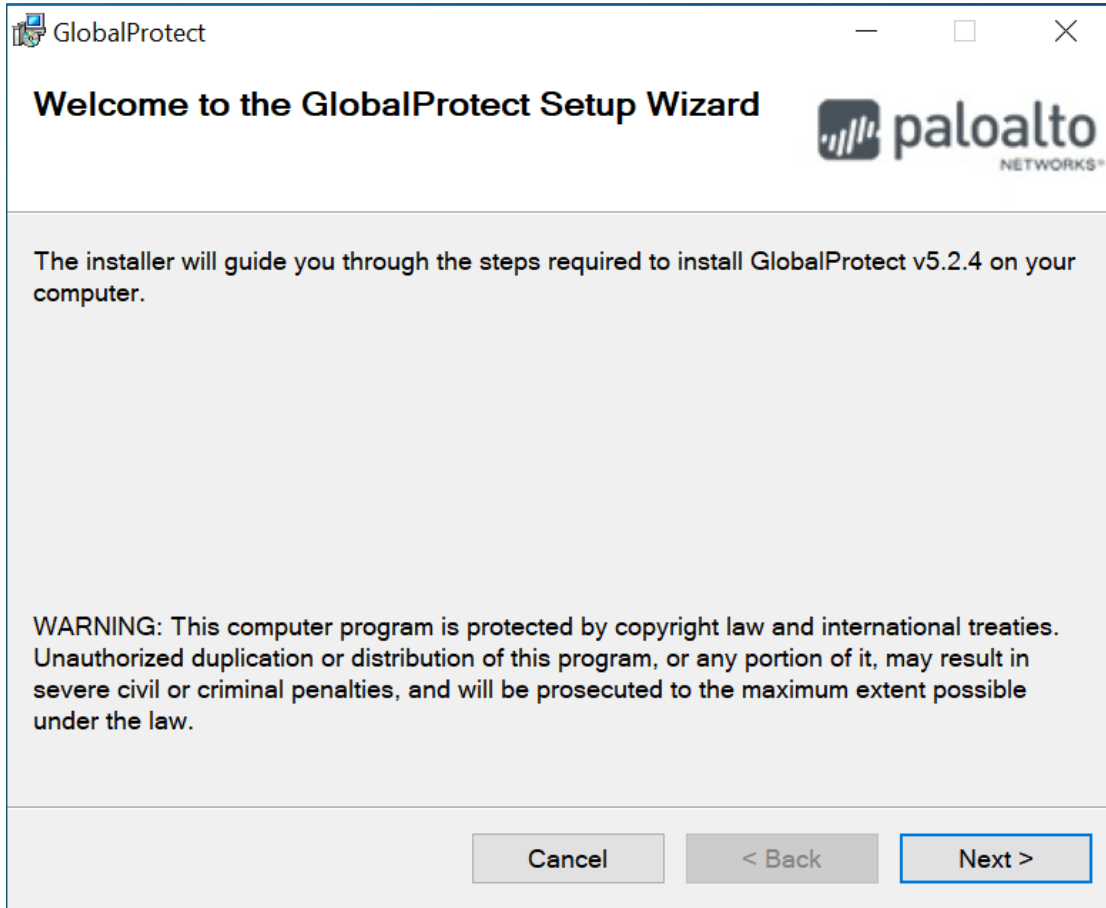 GlobalProtect
Welcome to the GlobalProtect Setup Wizard
paloalto
NETWORKS®
The installer will guide you through the steps required to install GlobalProtect v5.2.4 on your
computer.
WARNING: This computer program is protected by copyright law and international treaties.
Unauthorized duplication or distribution of this program, or any portion of it, may result in
severe civil or criminal penalties, and will be prosecuted to the maximum extent possible
under the law.
Cancel
< Back
Next >